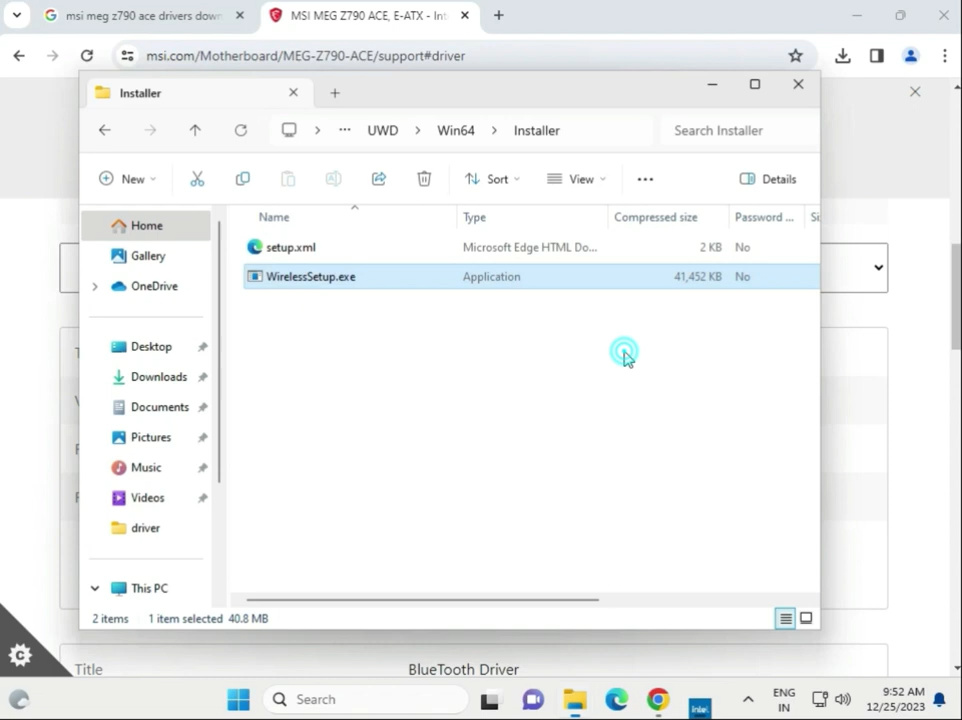 msi meg z790 ace drivers down
MSI MEG Z790 ACE, E-ATX - Int
msi.com/Motherboard/MEG-Z790-ACE/support#driver
Installer
UWD > Win64 > Installer
Search Installer
New
Sort
View
Details
Name
Type
Compressed size
Password ...
Si
setup.xml
Microsoft Edge HTML Do...
2 KB
No
WirelessSetup.exe
Application
41,452 KB
No
Home
Gallery
OneDrive
Desktop
Downloads
Documents
Pictures
Music
Videos
driver
This PC
2 items
1 item selected 40.8 MB
Title
BlueTooth Driver
Search
intel
ENG
IN
9:52 AM
12/25/2023